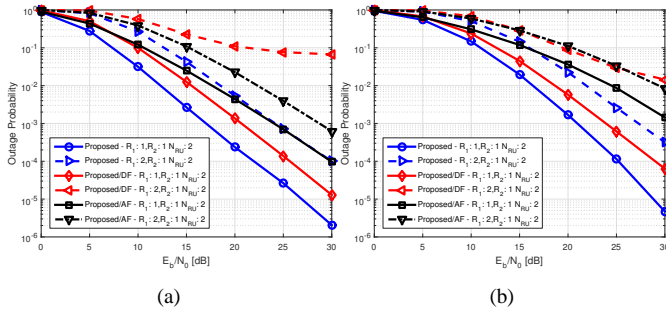 10^0
10^-1
10^-2
10^-3
10^-4
10^-5
10^-6
Outage Probability
Proposed - R_1: 1,R_2: 1 N_RU: 2
Proposed - R_1: 2,R_2: 1 N_RU: 2
Proposed/DF - R_1: 1,R_2: 1 N_RU: 2
Proposed/DF - R_1: 2,R_2: 1 N_RU: 2
Proposed/AF - R_1: 1,R_2: 1 N_RU: 2
Proposed/AF - R_1: 2,R_2: 1 N_RU: 2
0 5 10 15 20 25 30
E_b/N_0 [dB]
(a)
10^0
10^-1
10^-2
10^-3
10^-4
10^-5
10^-6
Outage Probability
Proposed - R_1: 1,R_2: 1 N_RU: 2
Proposed - R_1: 2,R_2: 1 N_RU: 2
Proposed/DF - R_1: 1,R_2: 1 N_RU: 2
Proposed/DF - R_1: 2,R_2: 1 N_RU: 2
Proposed/AF - R_1: 1,R_2: 1 N_RU: 2
Proposed/AF - R_1: 2,R_2: 1 N_RU: 2
0 5 10 15 20 25 30
E_b/N_0 [dB]
(b)